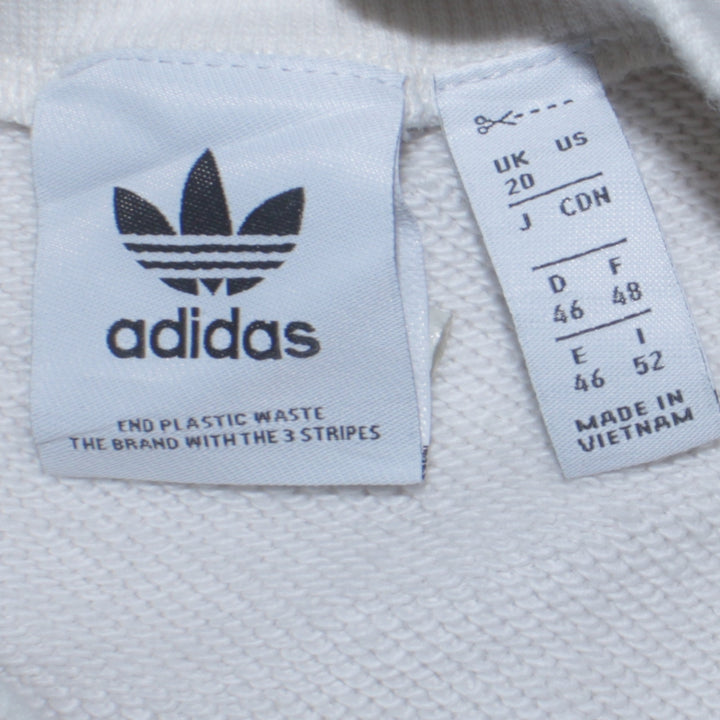 adidas
END PLASTIC WASTE
THE BRAND WITH THE 3 STRIPES
UK US
20
J CDN
D F
46 48
E I
46 52
MADE IN
VIETNAM